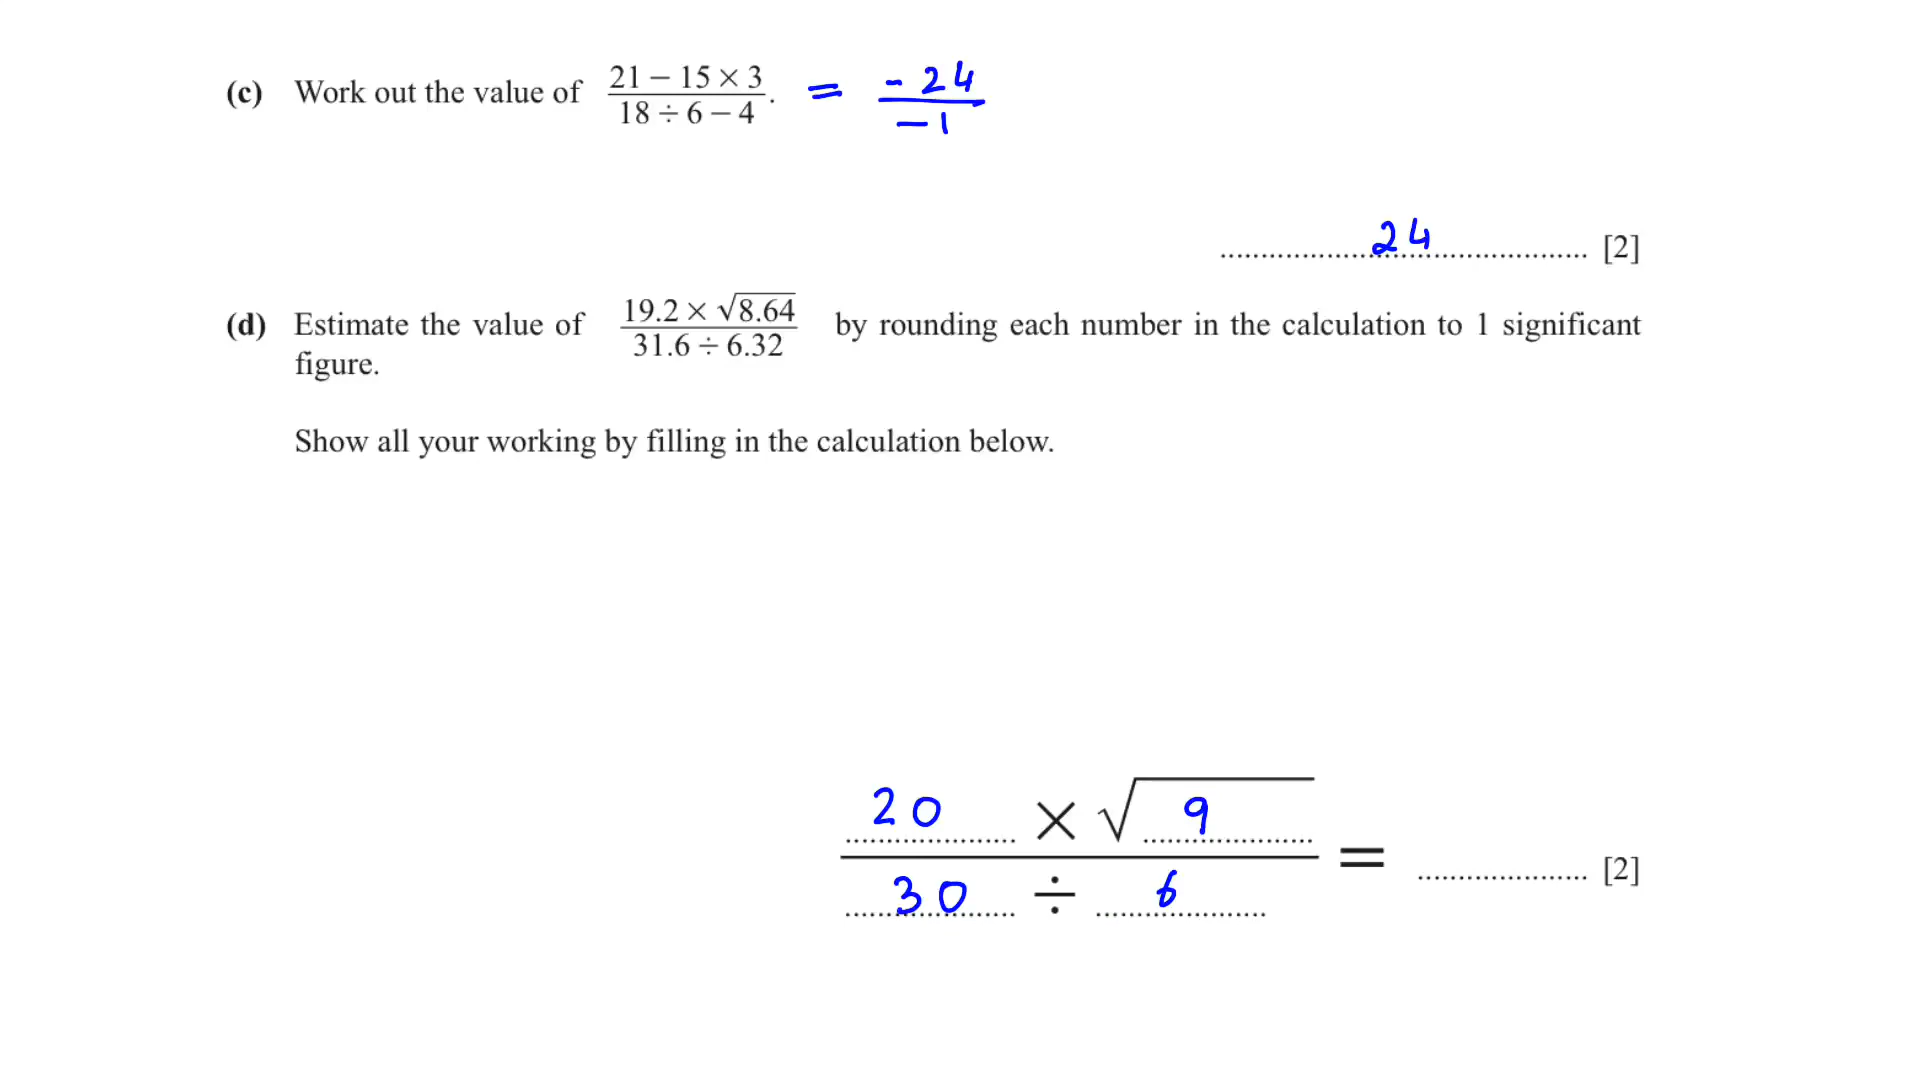 (c) Work out the value of (21 − 15 × 3)/(18 ÷ 6 − 4). = −24/−1
24 [2]
(d) Estimate the value of (19.2 × √8.64)/(31.6 ÷ 6.32) by rounding each number in the calculation to 1 significant
figure.
Show all your working by filling in the calculation below.
20 × √9
= [2]
30 ÷ 6